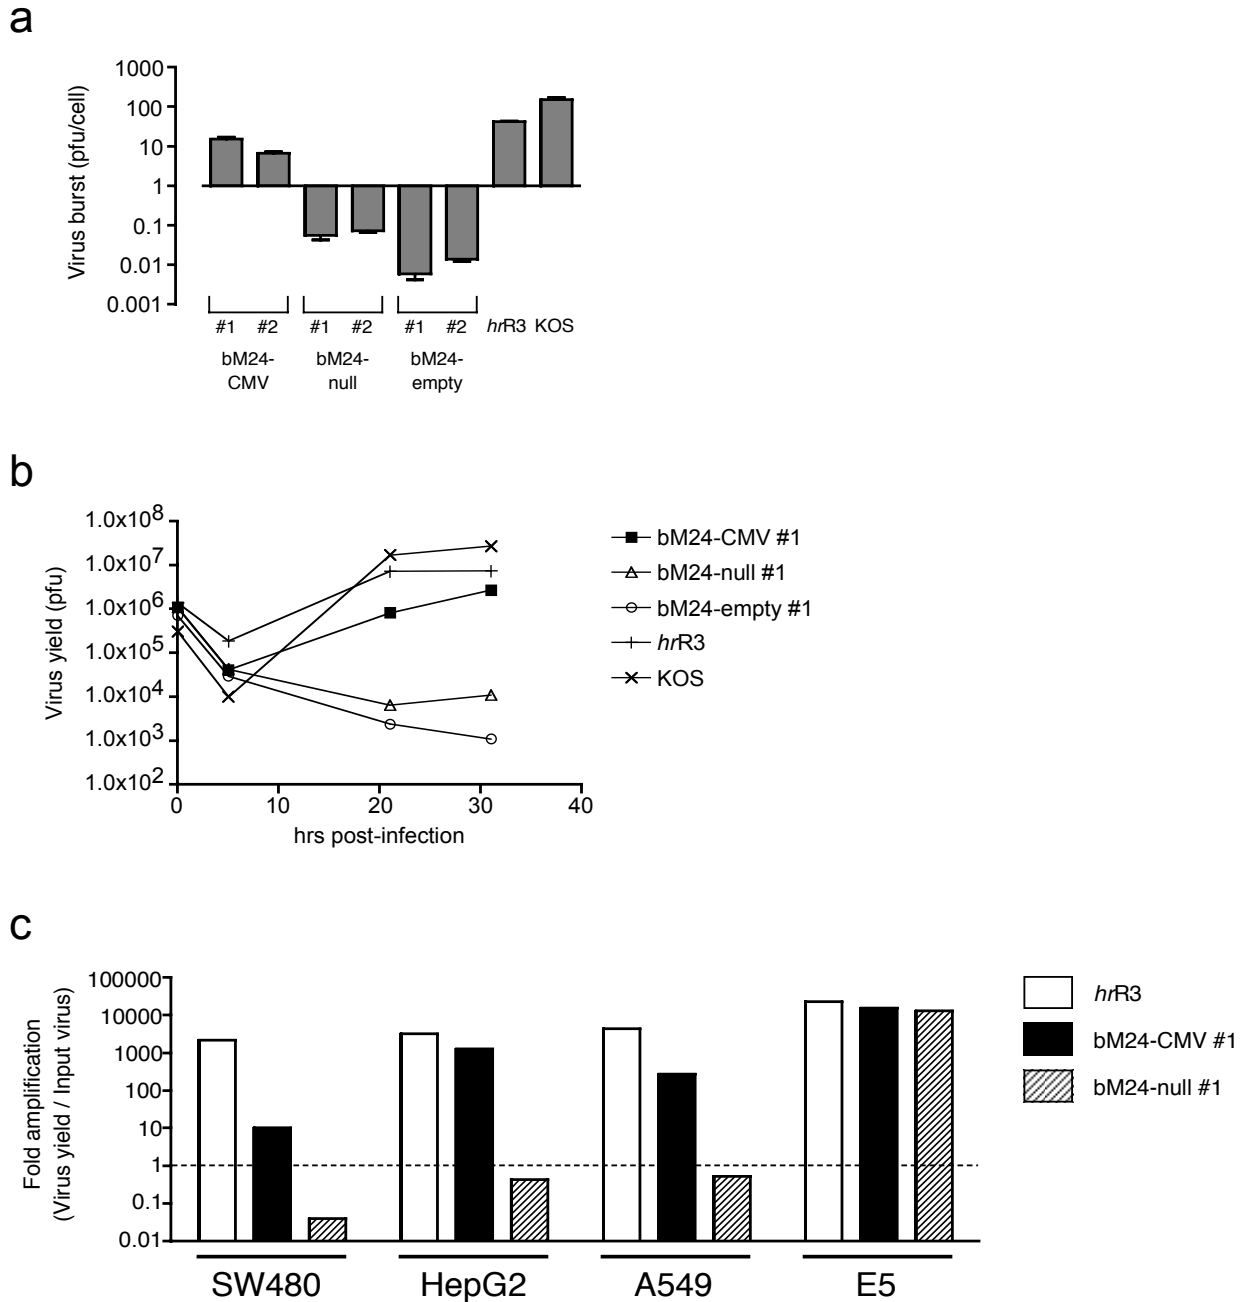 a
1000
100
10
1
0.1
0.01
0.001
Virus burst (pfu/cell)
#1 #2 #1 #2 #1 #2 hrR3 KOS
bM24- bM24- bM24-
CMV null empty
b
1.0x10^8
1.0x10^7
1.0x10^6
1.0x10^5
1.0x10^4
1.0x10^3
1.0x10^2
Virus yield (pfu)
0 10 20 30 40
hrs post-infection
bM24-CMV #1
bM24-null #1
bM24-empty #1
hrR3
KOS
c
100000
10000
1000
100
10
1
0.1
0.01
Fold amplification
(Virus yield / Input virus)
SW480 HepG2 A549 E5
hrR3
bM24-CMV #1
bM24-null #1